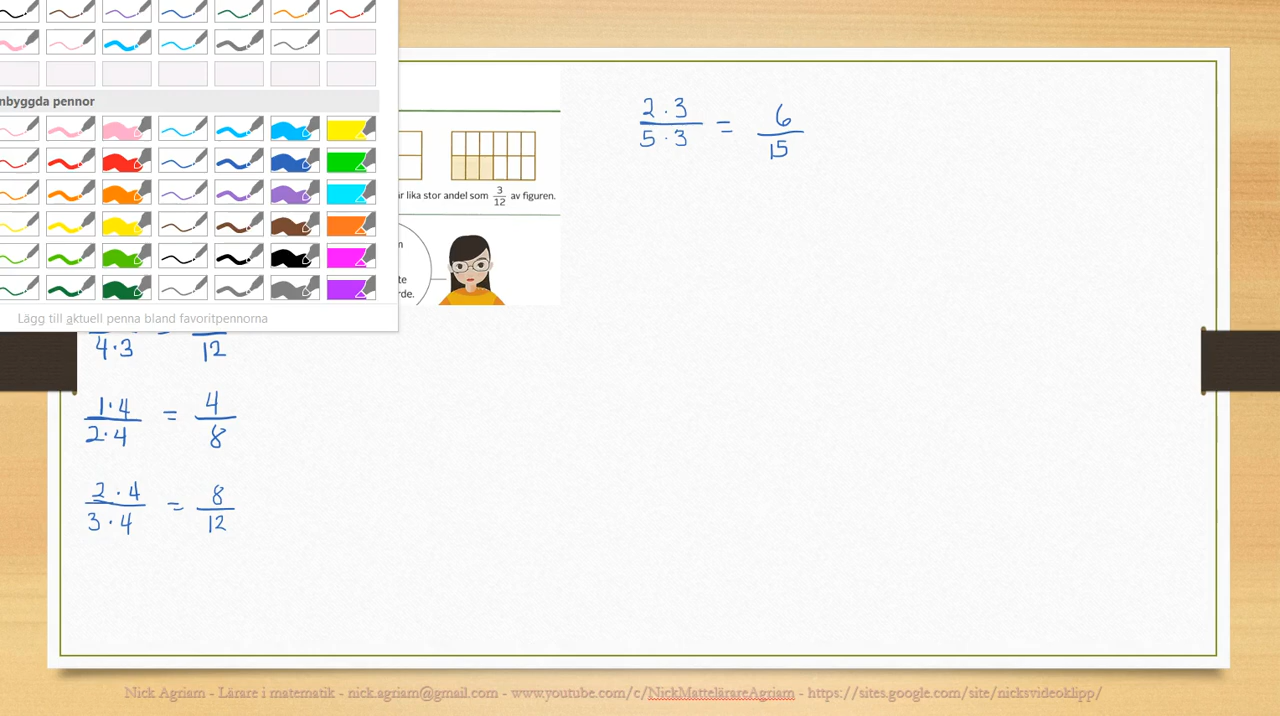 nbyggda pennor
Lägg till aktuell penna bland favoritpennorna
r lika stor andel som 3/12 av figuren.
m
te
rde.
2 · 3 / 5 · 3 = 6/15
4 · 3 = 12
1 · 4 / 2 · 4 = 4/8
2 · 4 / 3 · 4 = 8/12
Nick Agriam - Lärare i matematik - nick.agriam@gmail.com - www.youtube.com/c/NickMattelärareAgriam - https://sites.google.com/site/nicksvideoklipp/